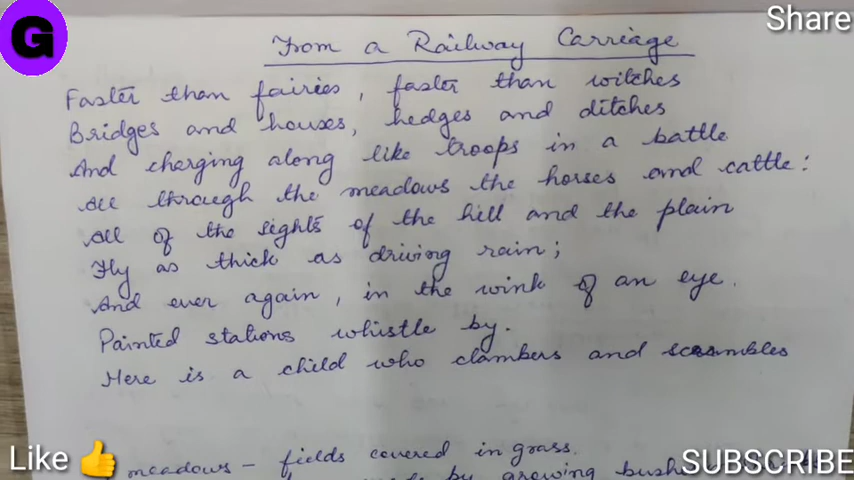 G
Share
From a Railway Carriage
Faster than fairies, faster than witches
Bridges and houses, hedges and ditches
And charging along like troops in a battle
All through the meadows the horses and cattle:
All of the sights of the hill and the plain
Fly as thick as driving rain;
And ever again, in the wink of an eye.
Painted stations whistle by.
Here is a child who clambers and scrambles
meadows - fields covered in grass.
by growing
Like 👍
SUBSCRIBE